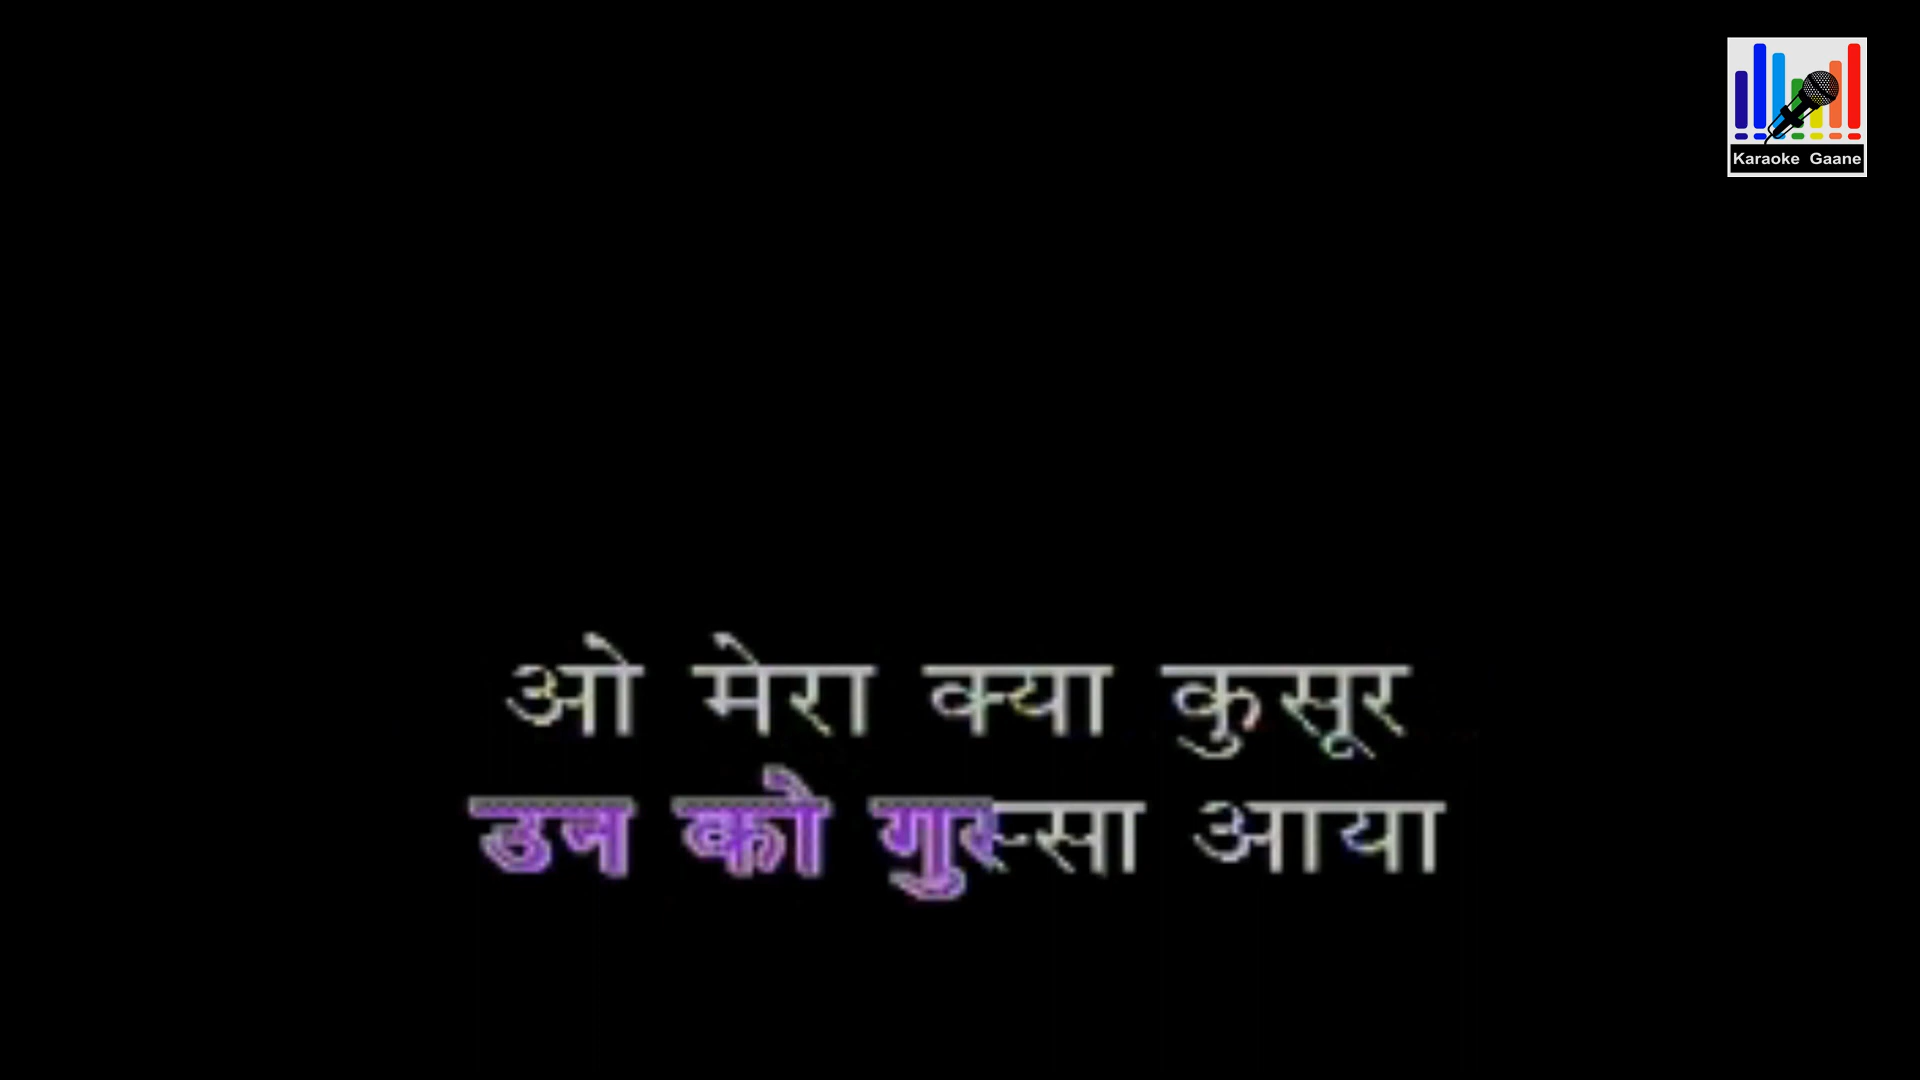 Karaoke Gaane
ओ मेरा क्या कुसूर
उन को गुस्सा आया